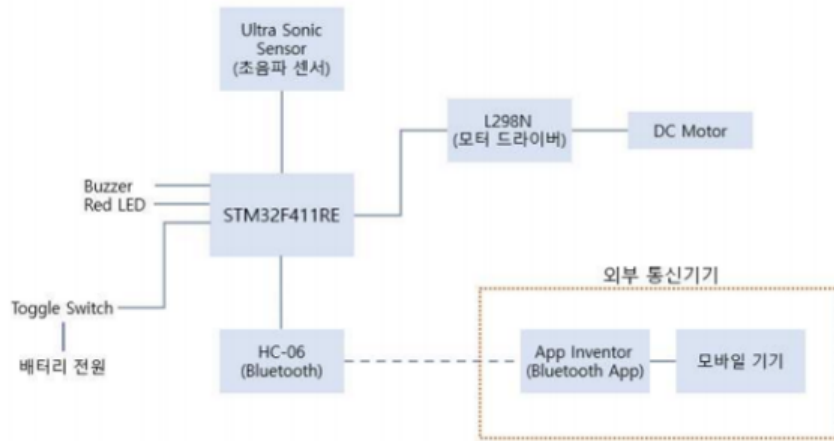 Ultra Sonic
Sensor
(초음파 센서)
L298N
(모터 드라이버)
DC Motor
Buzzer
Red LED
STM32F411RE
외부 통신기기
Toggle Switch
배터리 전원
HC-06
(Bluetooth)
App Inventor
(Bluetooth App)
모바일 기기